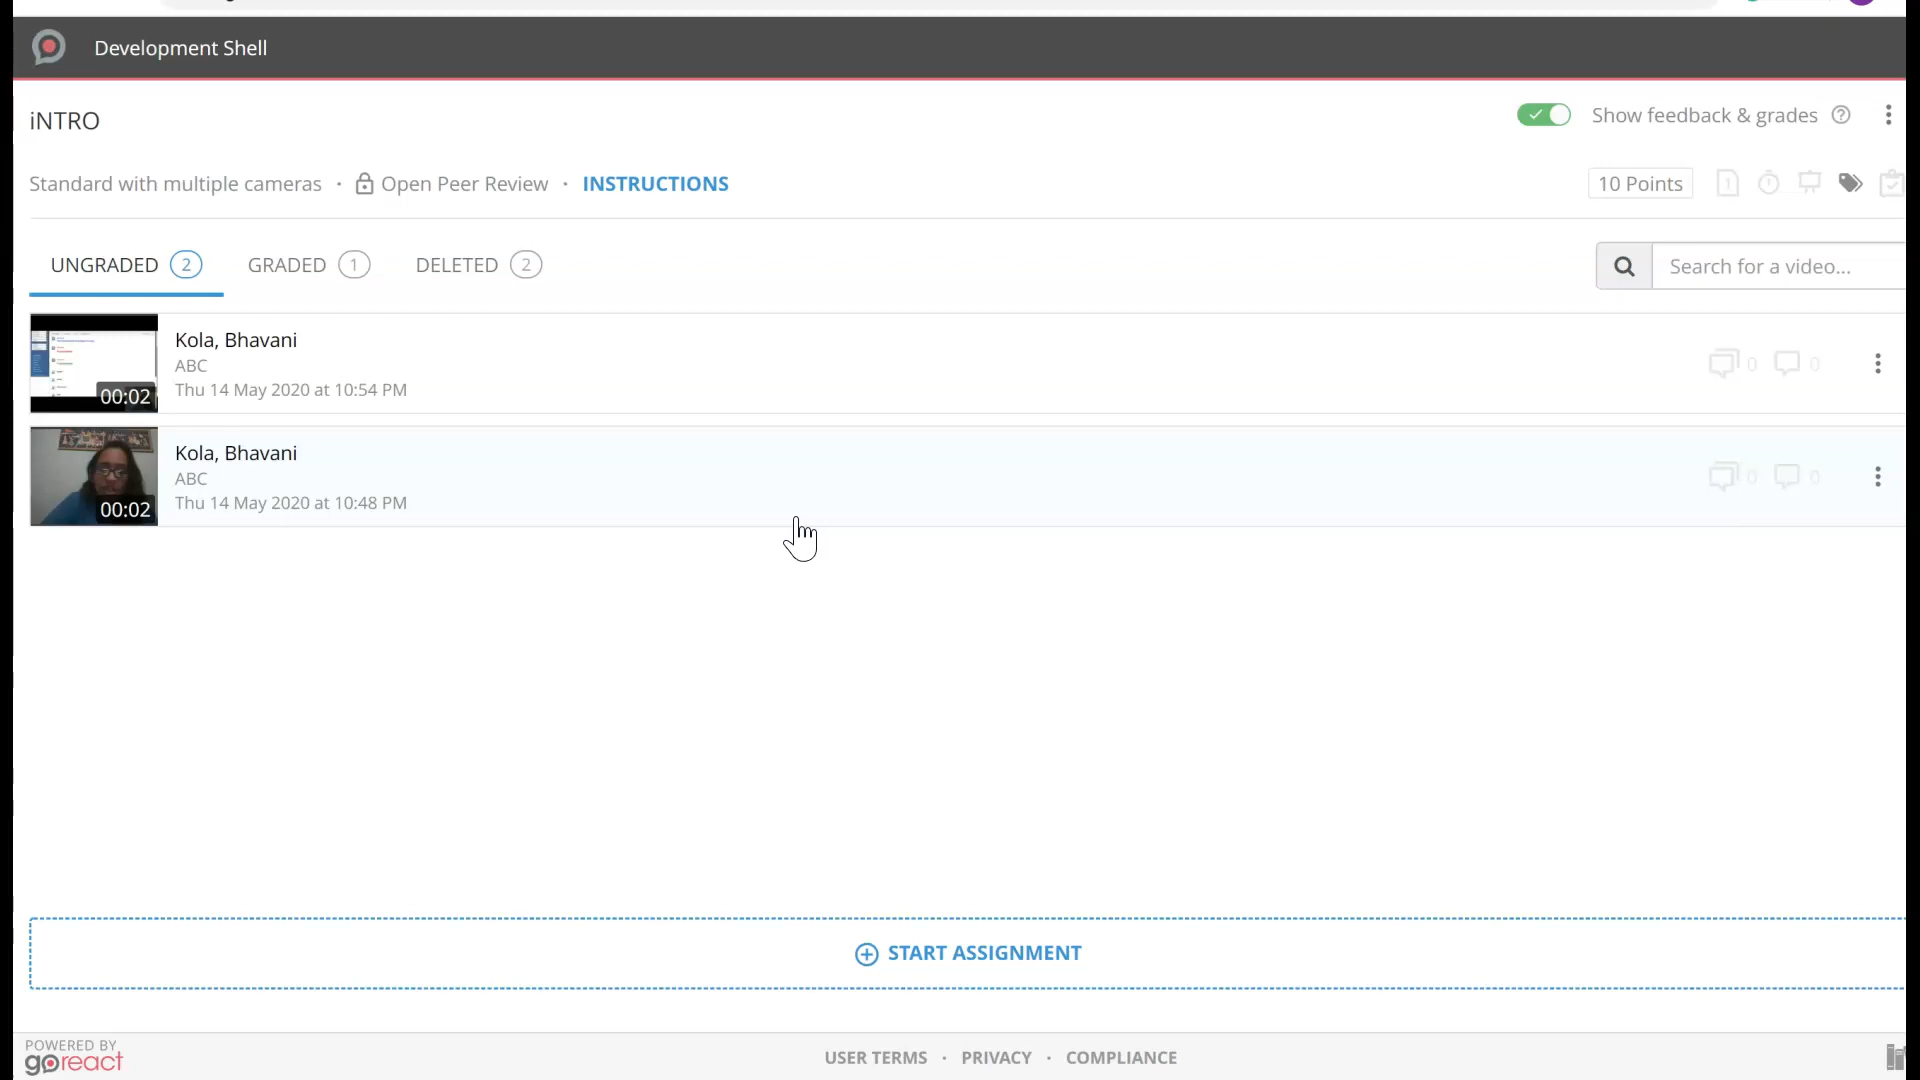 Development Shell
iNTRO
Show feedback & grades
Standard with multiple cameras · Open Peer Review · INSTRUCTIONS
10 Points
1
UNGRADED 2 GRADED 1 DELETED 2
Search for a video...
Kola, Bhavani
ABC
Thu 14 May 2020 at 10:54 PM
00:02
0 0
Kola, Bhavani
ABC
Thu 14 May 2020 at 10:48 PM
00:02
0 0
START ASSIGNMENT
POWERED BY
goreact
USER TERMS · PRIVACY · COMPLIANCE